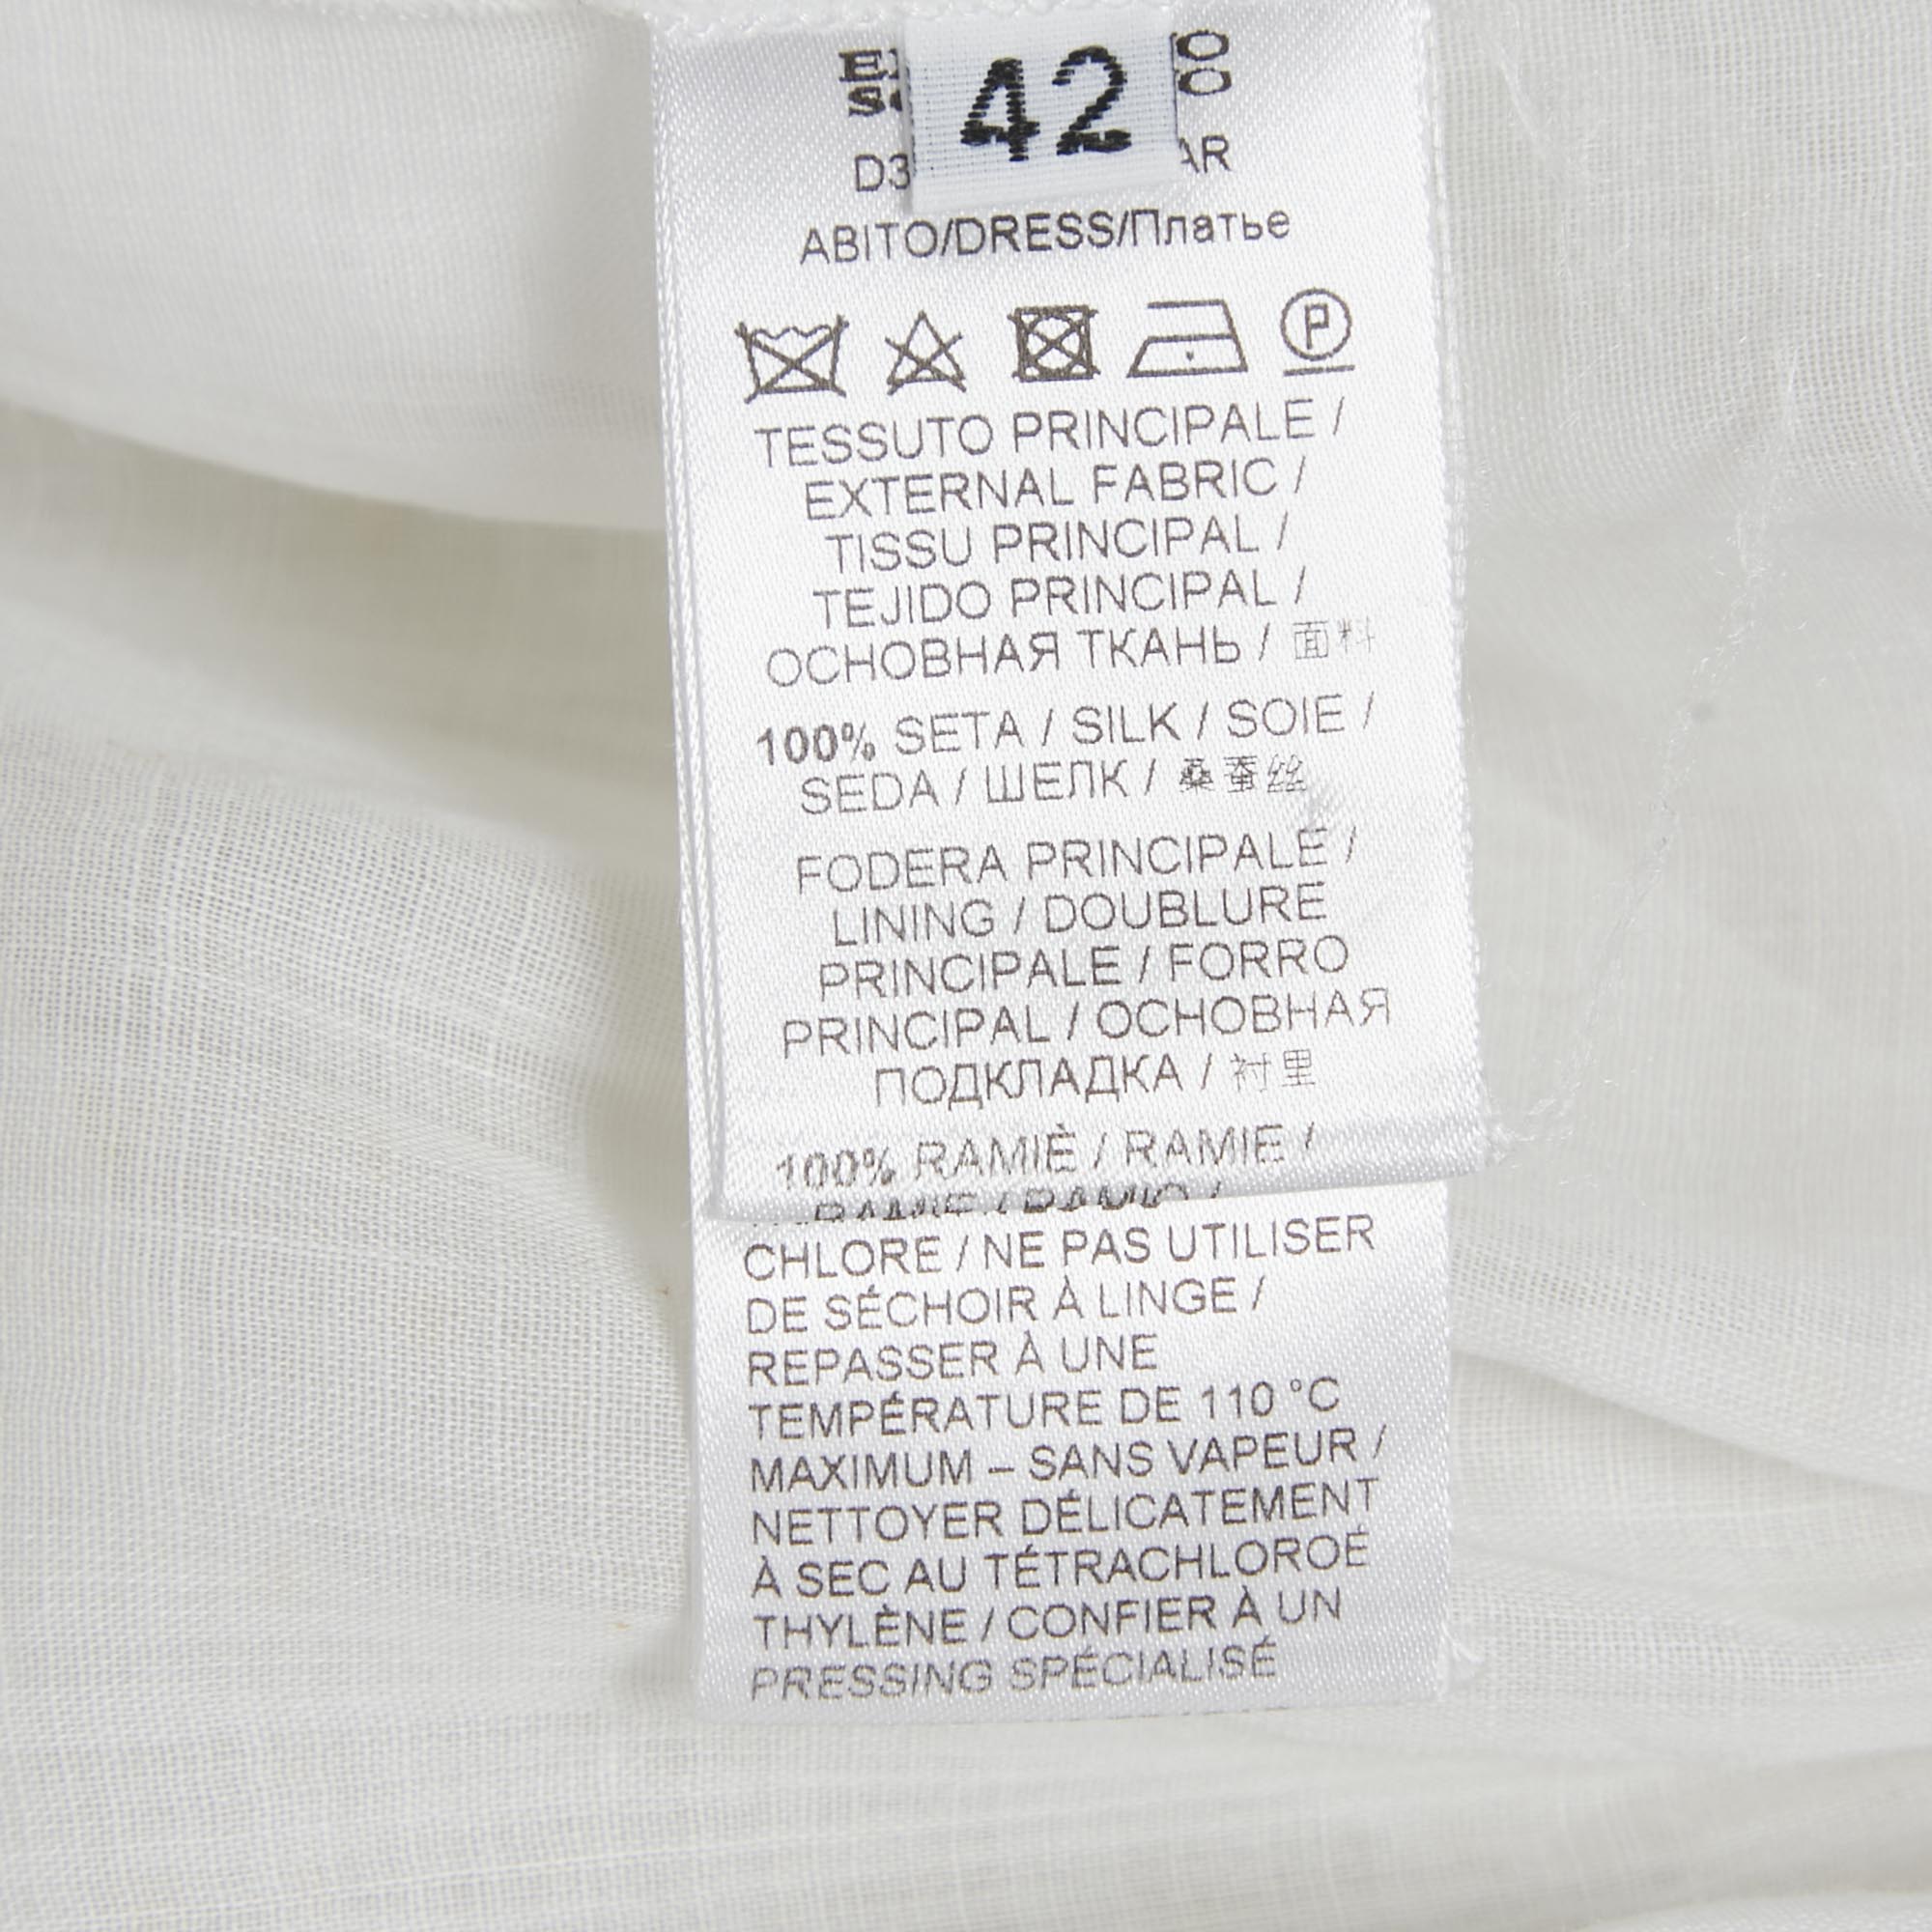 42
ABITO/DRESS/Платье
P
TESSUTO PRINCIPALE /
EXTERNAL FABRIC /
TISSU PRINCIPAL /
TEJIDO PRINCIPAL /
ОСНОВНАЯ ТКАНЬ / 面料
100% SETA / SILK / SOIE /
SEDA / ШЕЛК / 桑蚕丝
FODERA PRINCIPALE /
LINING / DOUBLURE
PRINCIPALE / FORRO
PRINCIPAL / ОСНОВНАЯ
ПОДКЛАДКА / 衬里
100% RAMIÈ / RAMIE /
RAMIE / RAMIO /
CHLORE / NE PAS UTILISER
DE SÉCHOIR À LINGE /
REPASSER À UNE
TEMPÉRATURE DE 110 °C
MAXIMUM – SANS VAPEUR /
NETTOYER DÉLICATEMENT
À SEC AU TÉTRACHLOROÉ
THYLÈNE / CONFIER À UN
PRESSING SPÉCIALISÉ